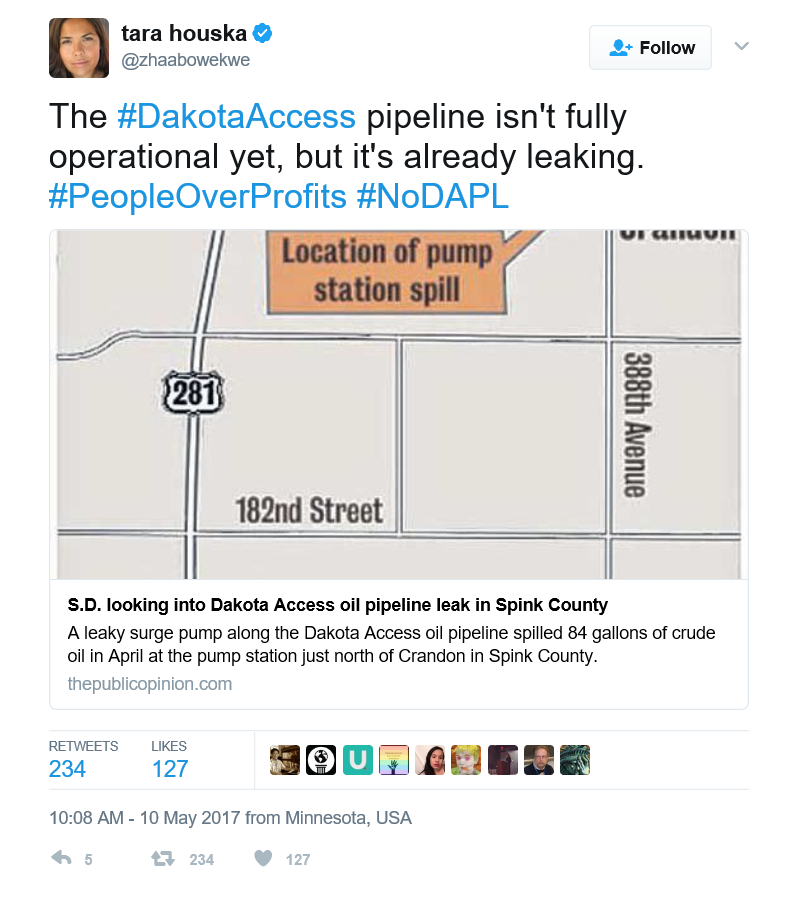 tara houska
@zhaabowekwe
Follow
The #DakotaAccess pipeline isn't fully
operational yet, but it's already leaking.
#PeopleOverProfits #NoDAPL
Location of pump
station spill
Crandon
281
388th Avenue
182nd Street
S.D. looking into Dakota Access oil pipeline leak in Spink County
A leaky surge pump along the Dakota Access oil pipeline spilled 84 gallons of crude
oil in April at the pump station just north of Crandon in Spink County.
thepublicopinion.com
RETWEETS LIKES
234 127
U
10:08 AM - 10 May 2017 from Minnesota, USA
5 234 127